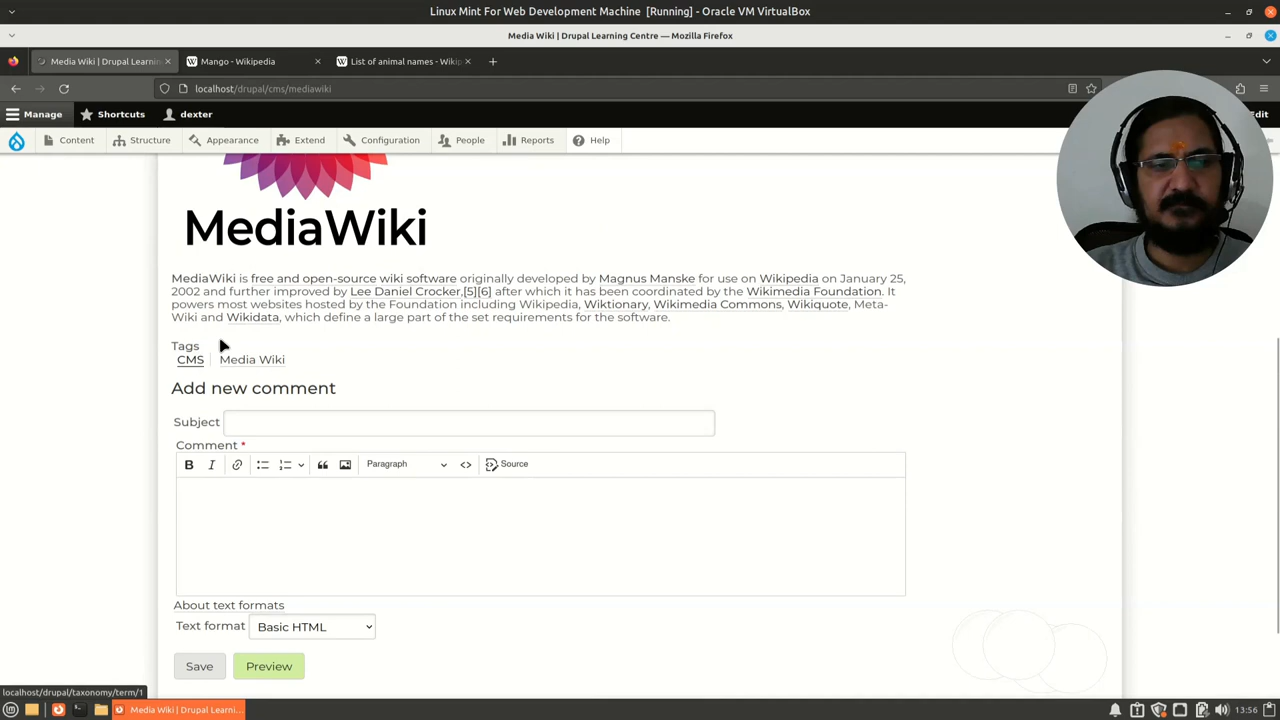 Linux Mint For Web Development Machine [Running] - Oracle VM VirtualBox
Media Wiki | Drupal Learning Centre — Mozilla Firefox
Media Wiki | Drupal Learnin
Mango - Wikipedia
List of animal names - Wikip
localhost/drupal/cms/mediawiki
Manage
Shortcuts
dexter
Edit
Content
Structure
Appearance
Extend
Configuration
People
Reports
Help
MediaWiki
MediaWiki is free and open-source wiki software originally developed by Magnus Manske for use on Wikipedia on January 25,
2002 and further improved by Lee Daniel Crocker,[5][6] after which it has been coordinated by the Wikimedia Foundation. It
powers most websites hosted by the Foundation including Wikipedia, Wiktionary, Wikimedia Commons, Wikiquote, Meta-
Wiki and Wikidata, which define a large part of the set requirements for the software.
Tags
CMS
Media Wiki
Add new comment
Subject
Comment *
B I Paragraph Source
About text formats
Text format Basic HTML
Save
Preview
localhost/drupal/taxonomy/term/1
Media Wiki | Drupal Learni...
13:56